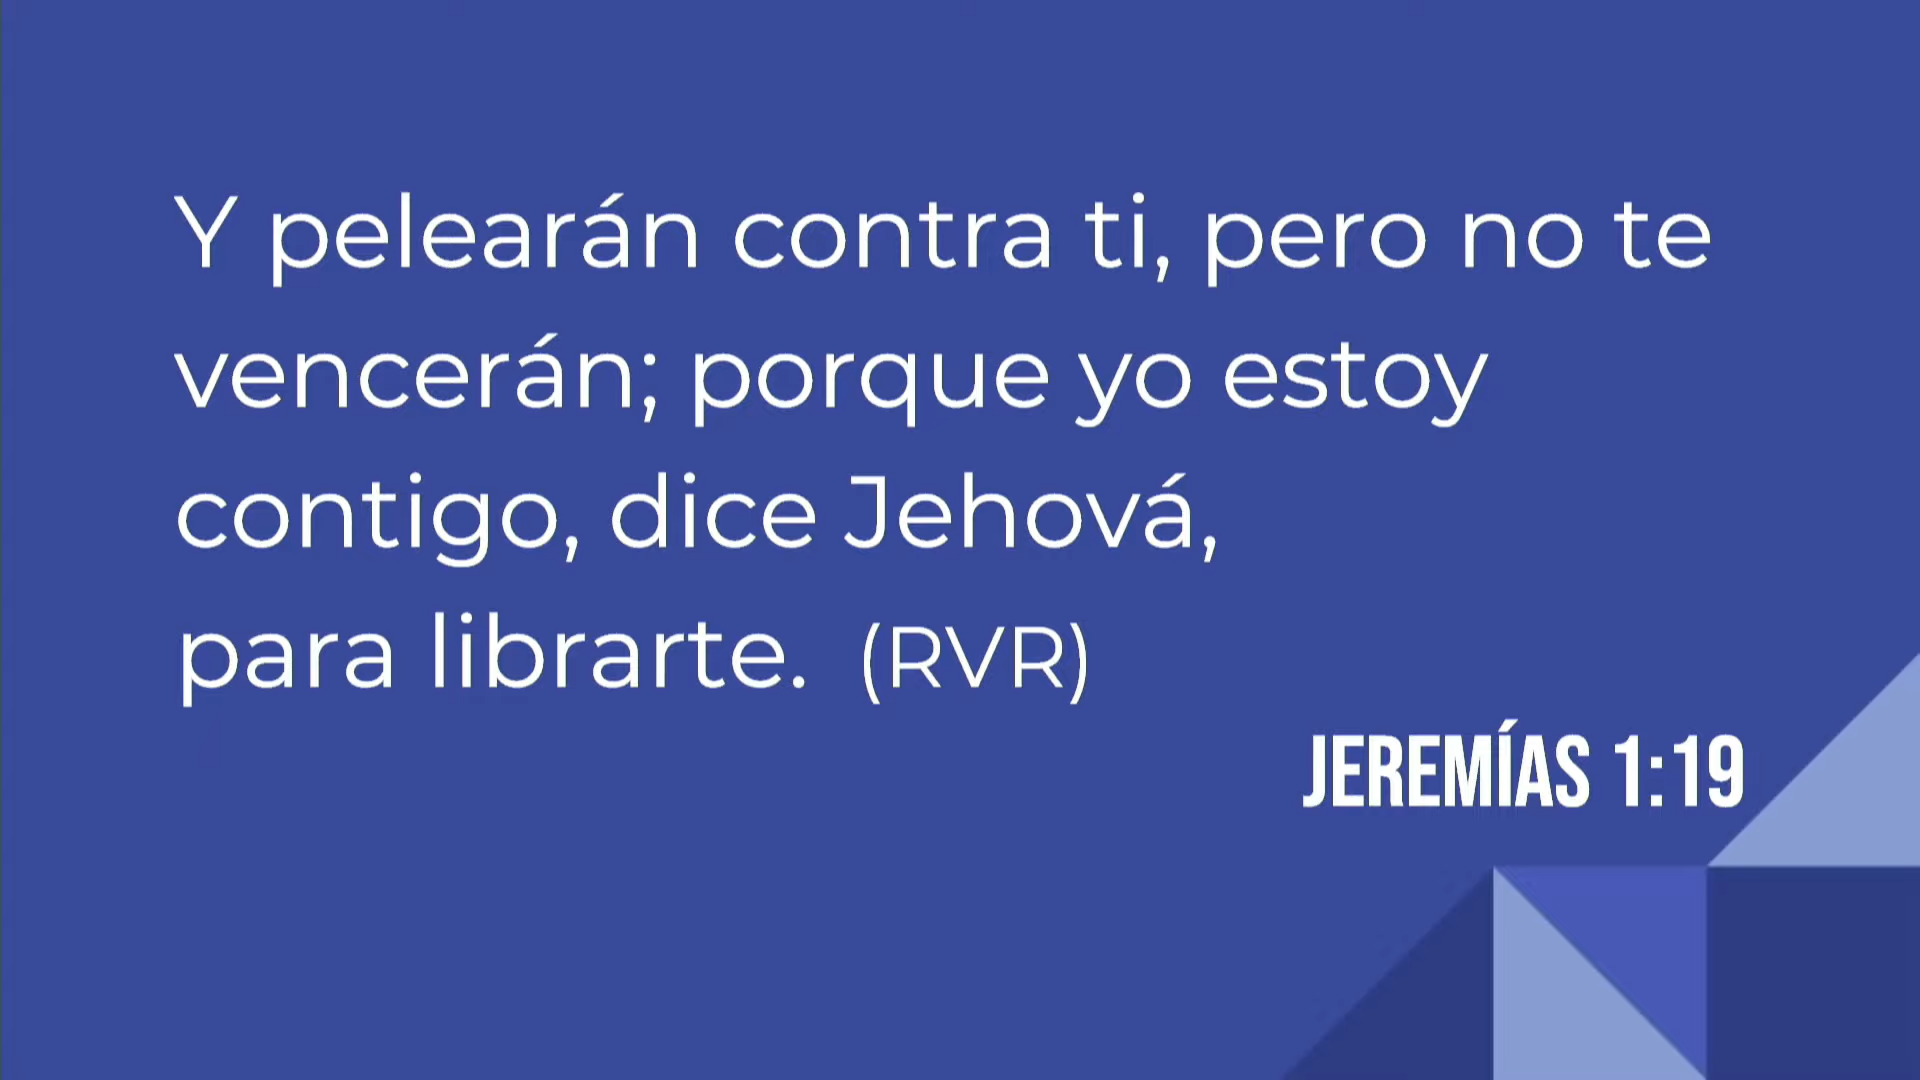 Y pelearán contra ti, pero no te
vencerán; porque yo estoy
contigo, dice Jehová,
para librarte. (RVR)
JEREMÍAS 1:19